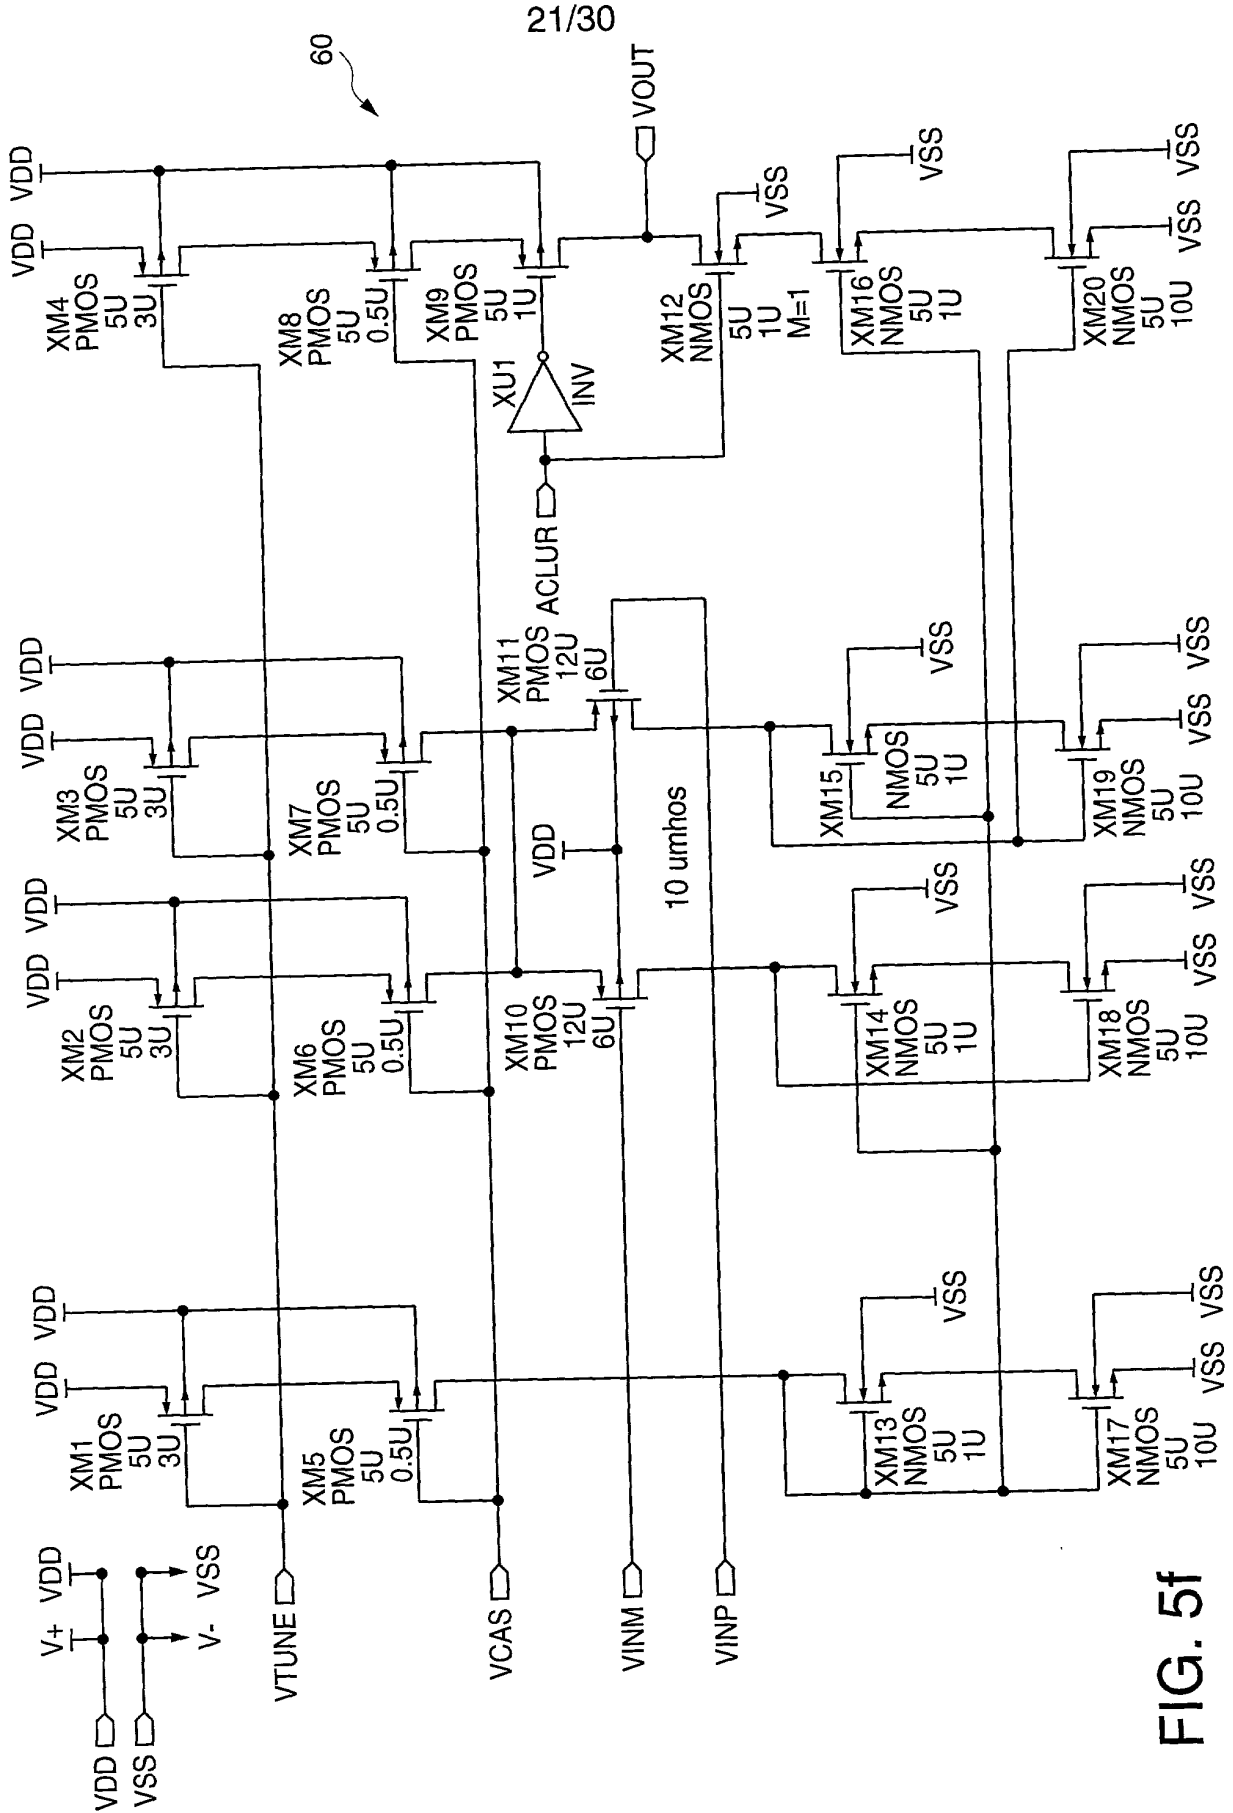 21/30
60
VDD
VDD
XM4
PMOS
5U
3U
XM8
PMOS
5U
0.5U
XM9
PMOS
5U
1U
XU1
INV
ACLUR
VOUT
XM12
NMOS
5U
1U
M=1
VSS
XM16
NMOS
5U
1U
VSS
XM20
NMOS
5U
10U
VSS
VSS
VDD
VDD
XM3
PMOS
5U
3U
XM7
PMOS
5U
0.5U
XM11
PMOS
12U
6U
VDD
10 umhos
XM15
NMOS
5U
1U
VSS
XM19
NMOS
5U
10U
VSS
VSS
VDD
VDD
XM2
PMOS
5U
3U
XM6
PMOS
5U
0.5U
XM10
PMOS
12U
6U
XM14
NMOS
5U
1U
VSS
XM18
NMOS
5U
10U
VSS
VSS
VDD
VDD
XM1
PMOS
5U
3U
XM5
PMOS
5U
0.5U
XM13
NMOS
5U
1U
VSS
XM17
NMOS
5U
10U
VSS
VSS
V+
VDD
V-
VSS
VDD
VSS
VTUNE
VCAS
VINM
VINP
FIG. 5f